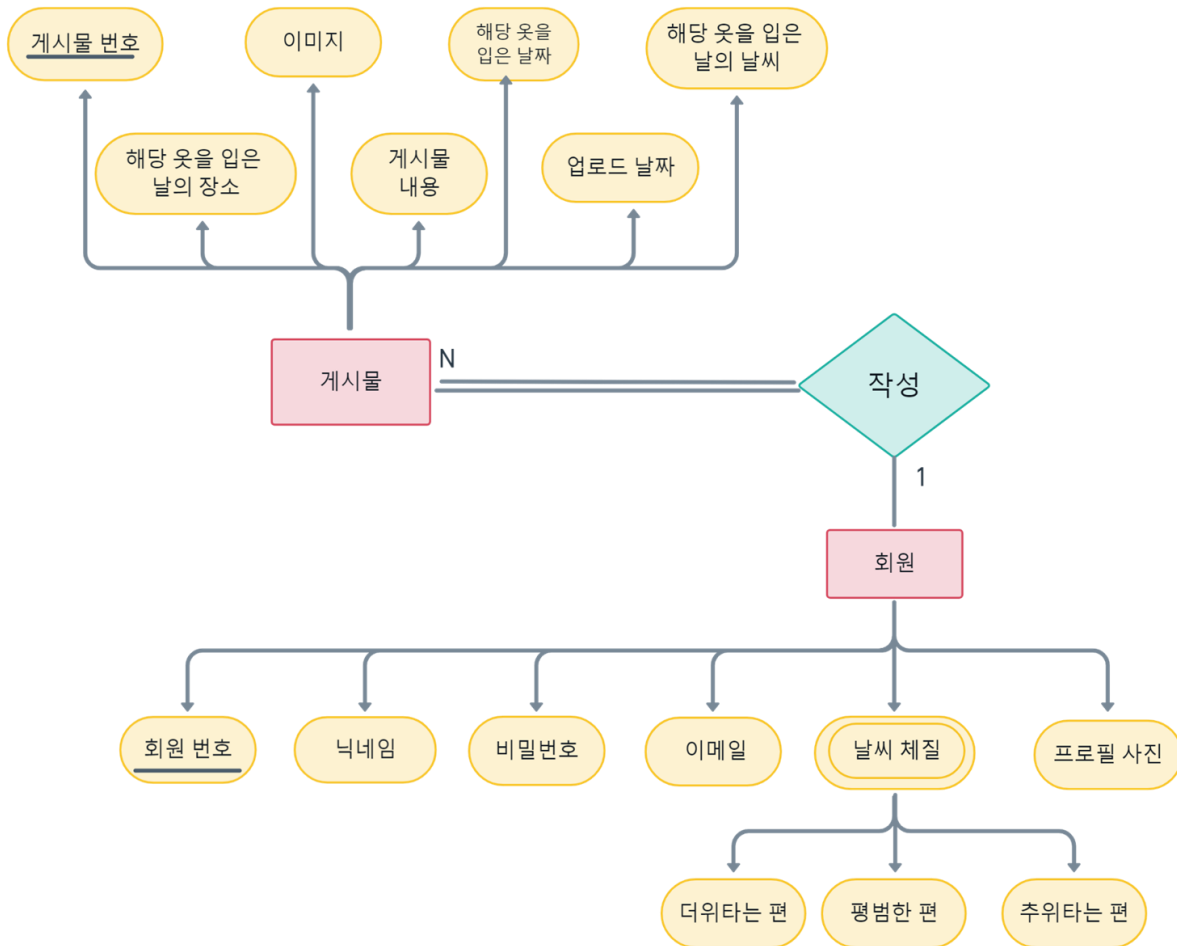 게시물 번호
이미지
해당 옷을
입은 날짜
해당 옷을 입은
날의 날씨
해당 옷을 입은
날의 장소
게시물
내용
업로드 날짜
게시물
N
작성
1
회원
회원 번호
닉네임
비밀번호
이메일
날씨 체질
프로필 사진
더위타는 편
평범한 편
추위타는 편